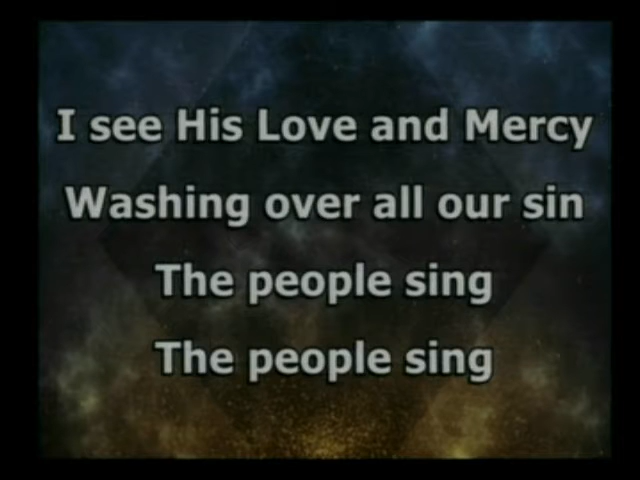 I see His Love and Mercy
Washing over all our sin
The people sing
The people sing